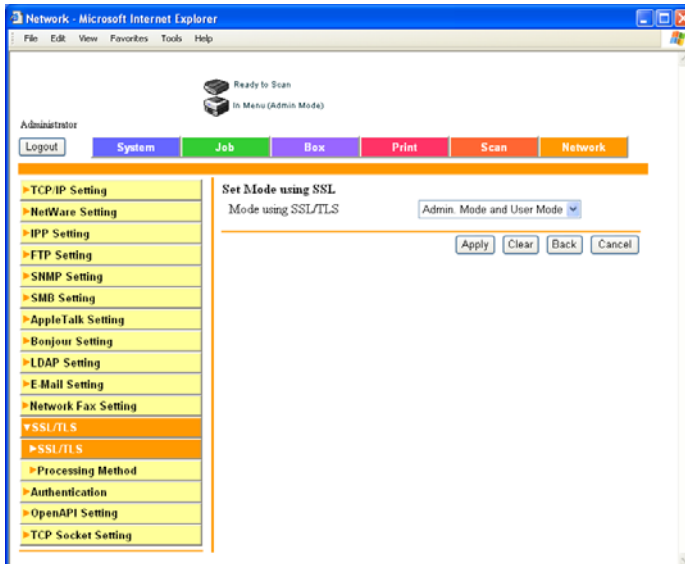 Network - Microsoft Internet Explorer
File Edit View Favorites Tools Help
Ready to Scan
In Menu (Admin Mode)
Administrator
Logout System Job Box Print Scan Network
TCP/IP Setting
NetWare Setting
IPP Setting
FTP Setting
SNMP Setting
SMB Setting
AppleTalk Setting
Bonjour Setting
LDAP Setting
E-Mail Setting
Network Fax Setting
SSL/TLS
SSL/TLS
Processing Method
Authentication
OpenAPI Setting
TCP Socket Setting
Set Mode using SSL
Mode using SSL/TLS Admin. Mode and User Mode
Apply Clear Back Cancel